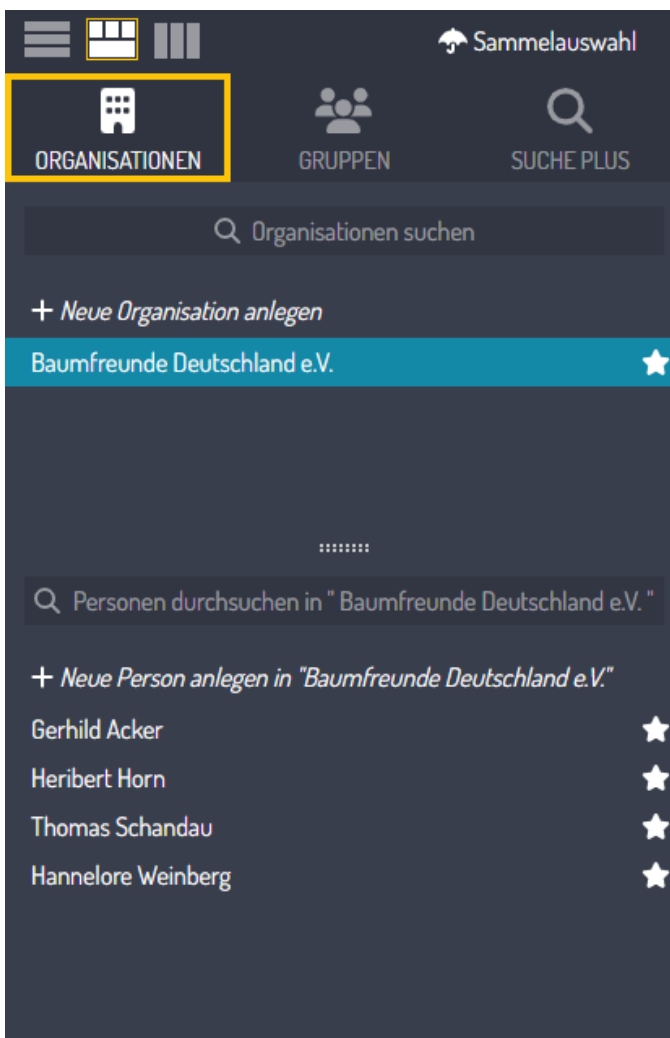 Sammelauswahl
ORGANISATIONEN GRUPPEN SUCHE PLUS
Organisationen suchen
+ Neue Organisation anlegen
Baumfreunde Deutschland e.V.
Personen durchsuchen in " Baumfreunde Deutschland e.V. "
+ Neue Person anlegen in "Baumfreunde Deutschland e.V."
Gerhild Acker
Heribert Horn
Thomas Schandau
Hannelore Weinberg